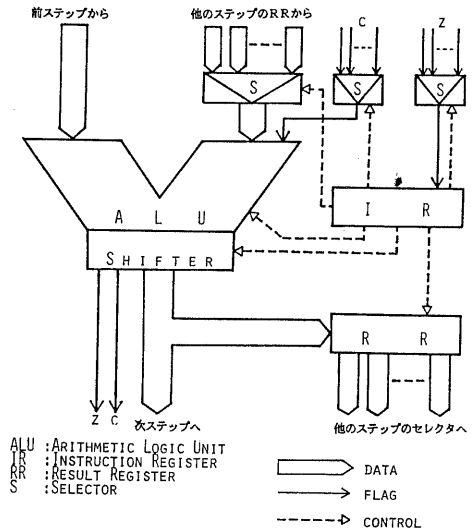 前ステップから
他のステップのRRから
C
Z
S
S
S
A L U
I R
SHIFTER
R R
Z C
次ステップへ
他のステップのセレクタへ
ALU :ARITHMETIC LOGIC UNIT
IR :INSTRUCTION REGISTER
RR :RESULT REGISTER
S :SELECTOR
DATA
FLAG
CONTROL